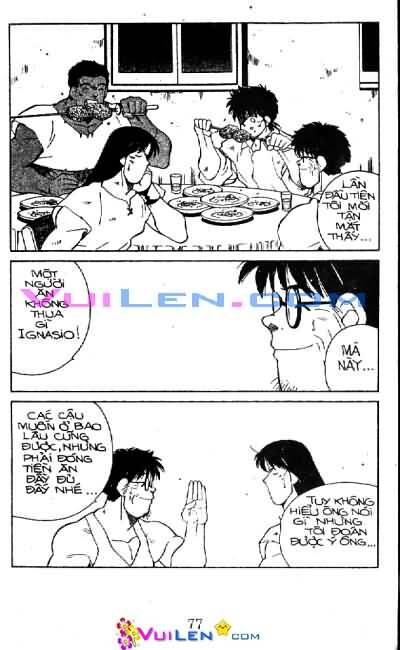 LẦN
ĐẦU TIÊN
TÔI MỚI
TẬN
MẮT
THẤY...
MỘT
NGƯỜI
ĂN
KHÔNG
THUA
GÌ
IGNASIO!
VUILEN.COM
MÀ
NÀY...
CÁC CẬU
MUỐN Ở BAO
LÂU CŨNG
ĐƯỢC, NHƯNG
PHẢI ĐÓNG
TIỀN ĂN
ĐẦY ĐỦ
ĐẤY NHÉ...
TUY KHÔNG
HIỂU ÔNG NÓI
GÌ NHƯNG
TÔI ĐOÁN
ĐƯỢC Ý ÔNG...
77
VUILEN.COM